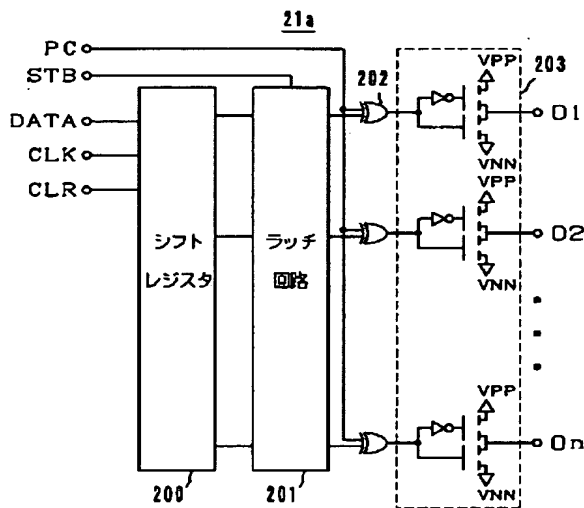 21a
PC
STB
DATA
CLK
CLR
シフト
レジスタ
ラッチ
回路
200
201
202
203
VPP
O1
VNN
VPP
O2
VNN
VPP
On
VNN